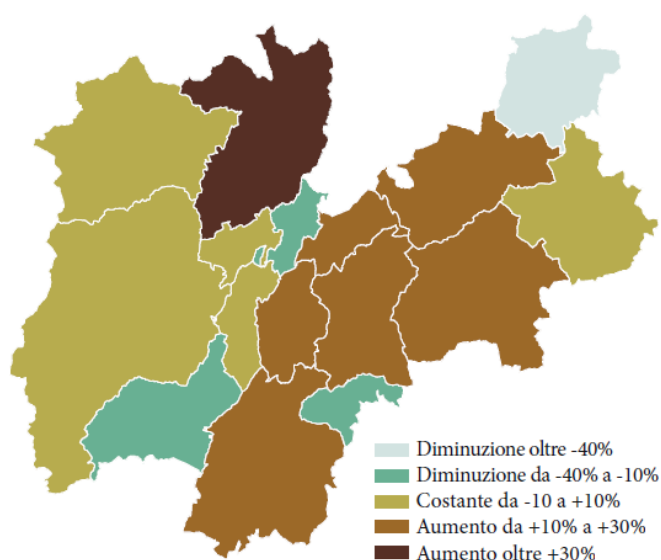 Diminuzione oltre -40%
Diminuzione da -40% a -10%
Costante da -10 a +10%
Aumento da +10% a +30%
Aumento oltre +30%